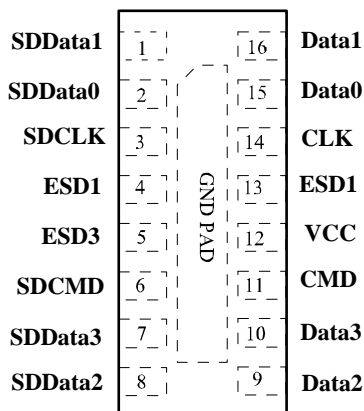 SDData1 1 16 Data1
SDData0 2 15 Data0
SDCLK 3 14 CLK
ESD1 4 13 ESD1
ESD3 5 12 VCC
SDCMD 6 11 CMD
SDData3 7 10 Data3
SDData2 8 9 Data2
GND PAD